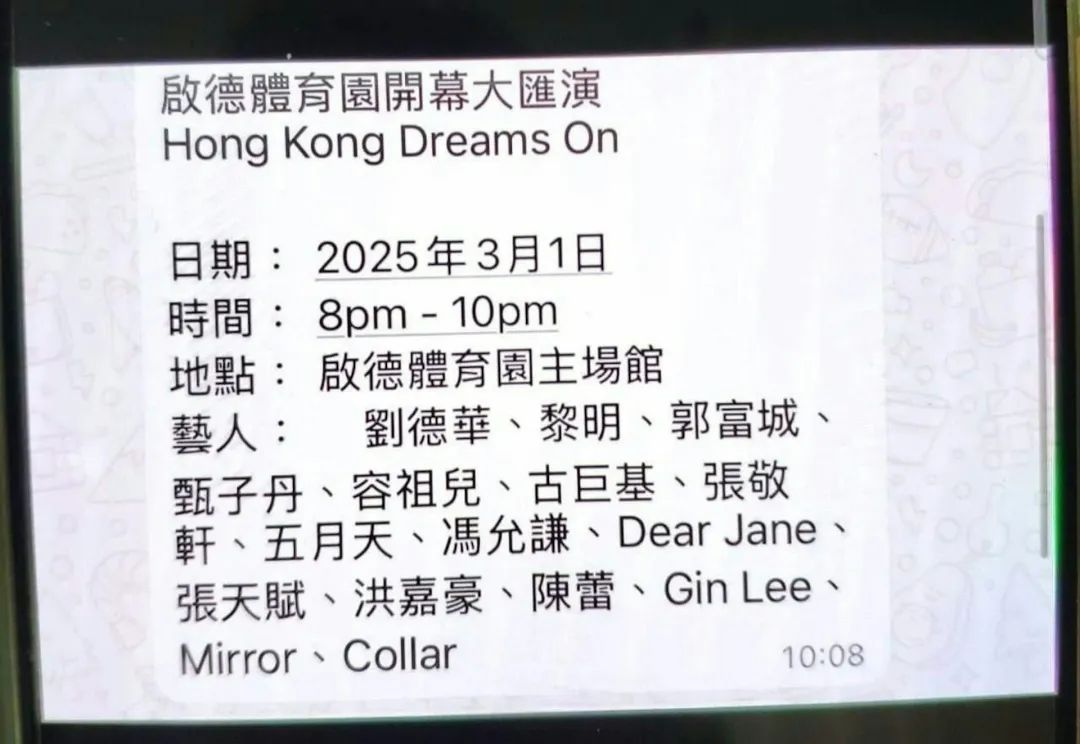 啟德體育園開幕大匯演
Hong Kong Dreams On
日期： 2025年3月1日
時間： 8pm – 10pm
地點： 啟德體育園主場館
藝人： 劉德華、黎明、郭富城、
甄子丹、容祖兒、古巨基、張敬
軒、五月天、馮允謙、Dear Jane、
張天賦、洪嘉豪、陳蕾、Gin Lee、
Mirror、Collar
10:08